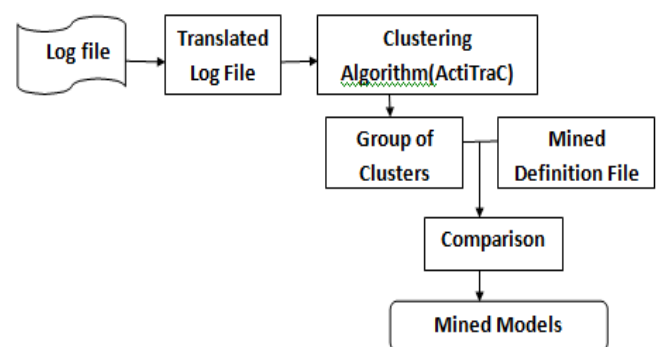 Log file
Translated
Log File
Clustering
Algorithm(ActiTraC)
Group of
Clusters
Mined
Definition File
Comparison
Mined Models